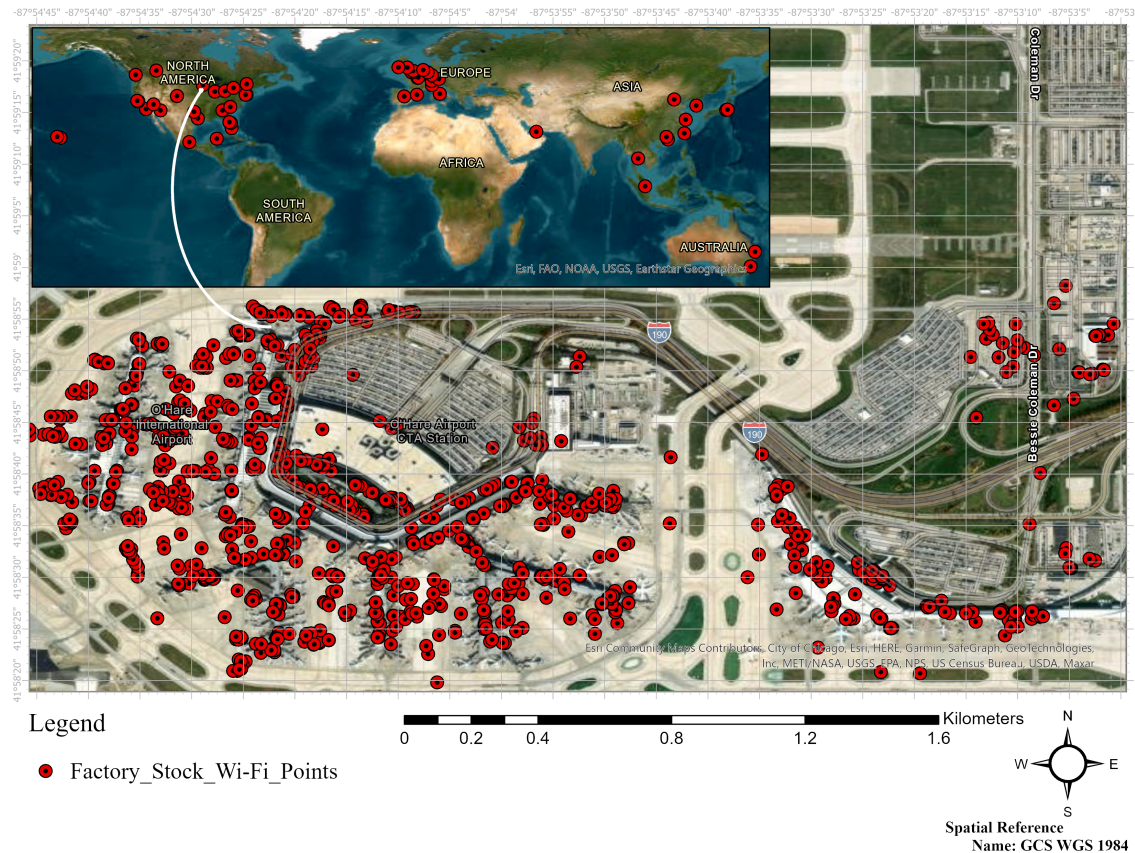 -87°54'45" -87°54'40" -87°54'35" -87°54'30" -87°54'25" -87°54'20" -87°54'15" -87°54'10" -87°54'5" -87°54' -87°53'55" -87°53'50" -87°53'45" -87°53'40" -87°53'35" -87°53'30" -87°53'25" -87°53'20" -87°53'15" -87°53'10" -87°53'5" -87°53
41°59'20"
41°59'15"
41°59'10"
41°59'5"
41°59'
41°58'55"
41°58'50"
41°58'45"
41°58'40"
41°58'35"
41°58'30"
41°58'25"
41°58'20"
NORTH
AMERICA
EUROPE
ASIA
AFRICA
SOUTH
AMERICA
AUSTRALIA
Esri, FAO, NOAA, USGS, Earthstar Geographics
Coleman Dr
190
190
Bessie Coleman Dr
O'Hare
International
Airport
O'Hare Airport
CTA Station
Esri Community Maps Contributors, City of Chicago, Esri, HERE, Garmin, SafeGraph, GeoTechnologies,
Inc, METI/NASA, USGS, EPA, NPS, US Census Bureau, USDA, Maxar
Legend
Factory_Stock_Wi-Fi_Points
Kilometers
0 0.2 0.4 0.8 1.2 1.6
N
W E
S
Spatial Reference
Name: GCS WGS 1984